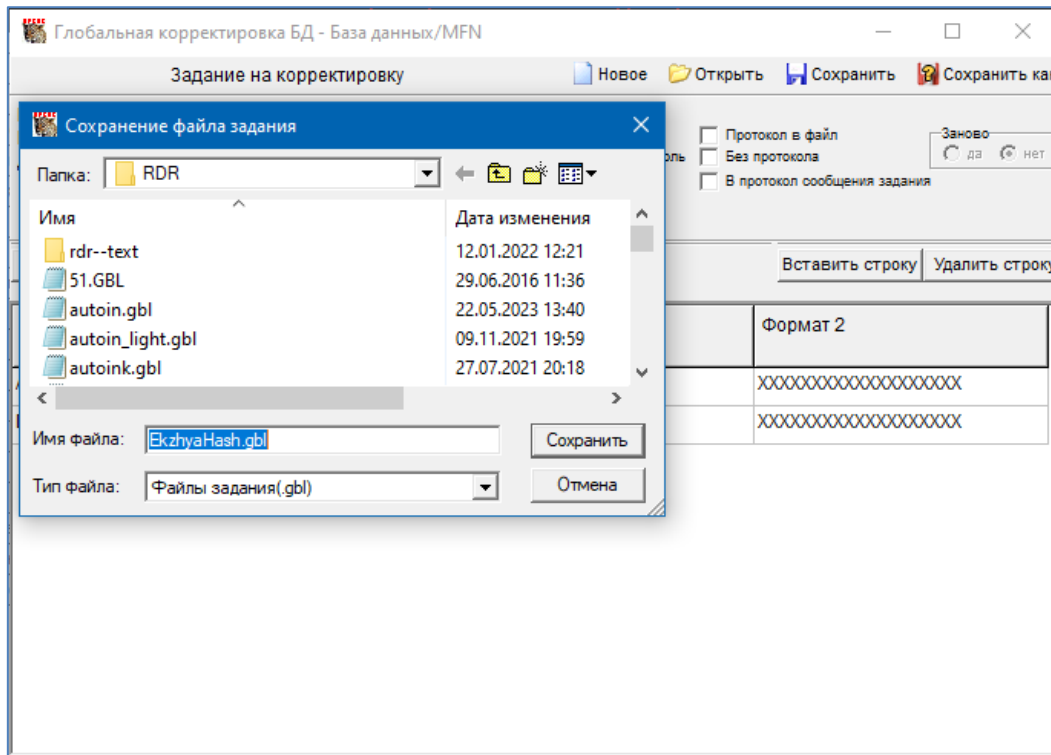 Глобальная корректировка БД - База данных/MFN
Задание на корректировку Новое Открыть Сохранить Сохранить ка
Сохранение файла задания
Папка: RDR
Имя Дата изменения
rdr--text 12.01.2022 12:21
51.GBL 29.06.2016 11:36
autoin.gbl 22.05.2023 13:40
autoin_light.gbl 09.11.2021 19:59
autoink.gbl 27.07.2021 20:18
Имя файла: EkzhyaHash.gbl Сохранить
Тип файла: Файлы задания(.gbl) Отмена
Протокол в файл
оль Без протокола
В протокол сообщения задания
Заново
да нет
Вставить строку Удалить строку
Формат 2
XXXXXXXXXXXXXXXXXXX
XXXXXXXXXXXXXXXXXXX